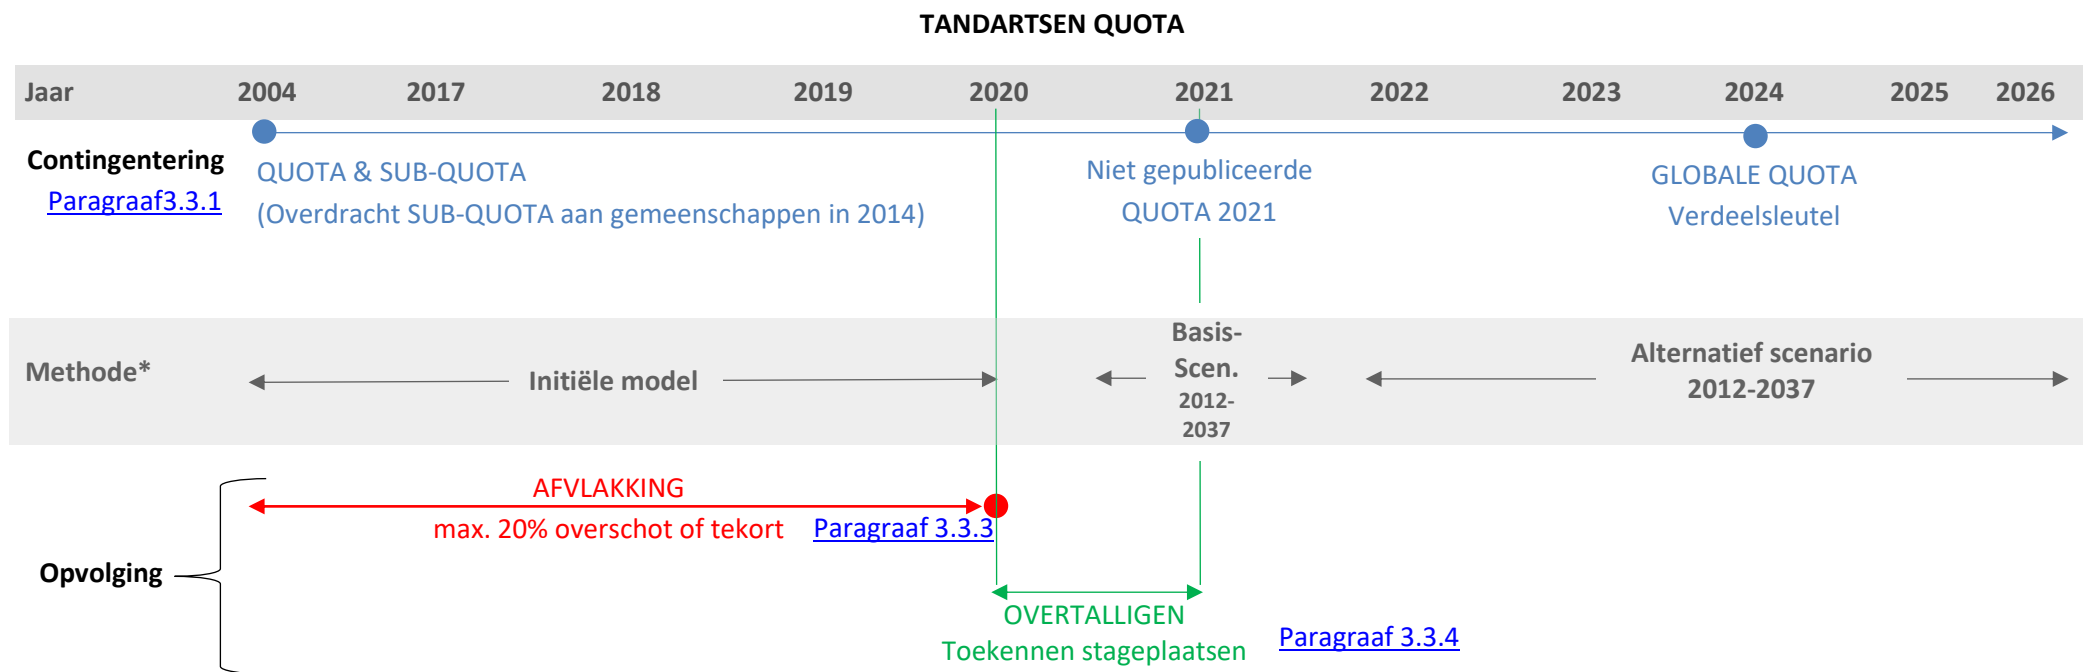 TANDARTSEN QUOTA
Jaar 2004 2017 2018 2019 2020 2021 2022 2023 2024 2025 2026
Contingentering
Paragraaf3.3.1
QUOTA & SUB-QUOTA
(Overdracht SUB-QUOTA aan gemeenschappen in 2014)
Niet gepubliceerde
QUOTA 2021
GLOBALE QUOTA
Verdeelsleutel
Methode*
Initiële model
Basis-
Scen.
2012-
2037
Alternatief scenario
2012-2037
Opvolging
AFVLAKKING
max. 20% overschot of tekort
Paragraaf 3.3.3
OVERTALLIGEN
Toekennen stageplaatsen
Paragraaf 3.3.4